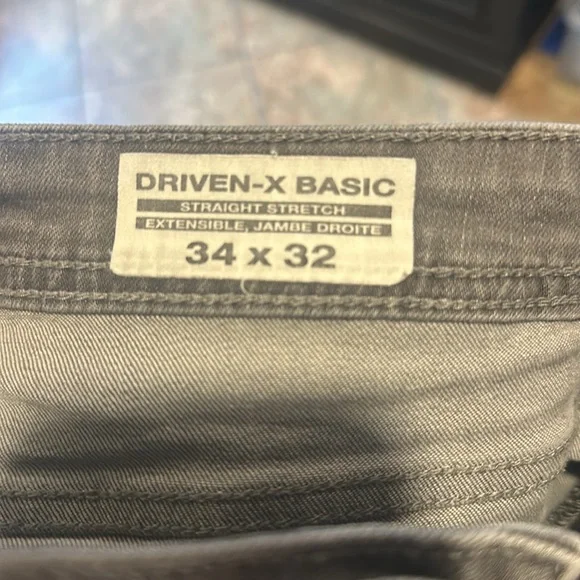 DRIVEN-X BASIC
STRAIGHT STRETCH
EXTENSIBLE, JAMBE DROITE
34 x 32